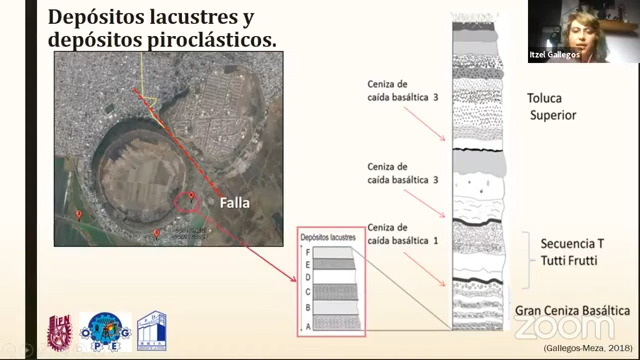 Depósitos lacustres y
depósitos piroclásticos.
Itzel Gallegos
Ceniza de
caída basáltica 3
Toluca
Superior
Falla
Ceniza de
caída basáltica 3
Depósitos lacustres
F
E
D
C
B
A
Ceniza de
caída basáltica 1
Secuencia T
Tutti Frutti
Gran Ceniza Basáltica
zoom
(Gallegos-Meza, 2018)
IPN
O P E G